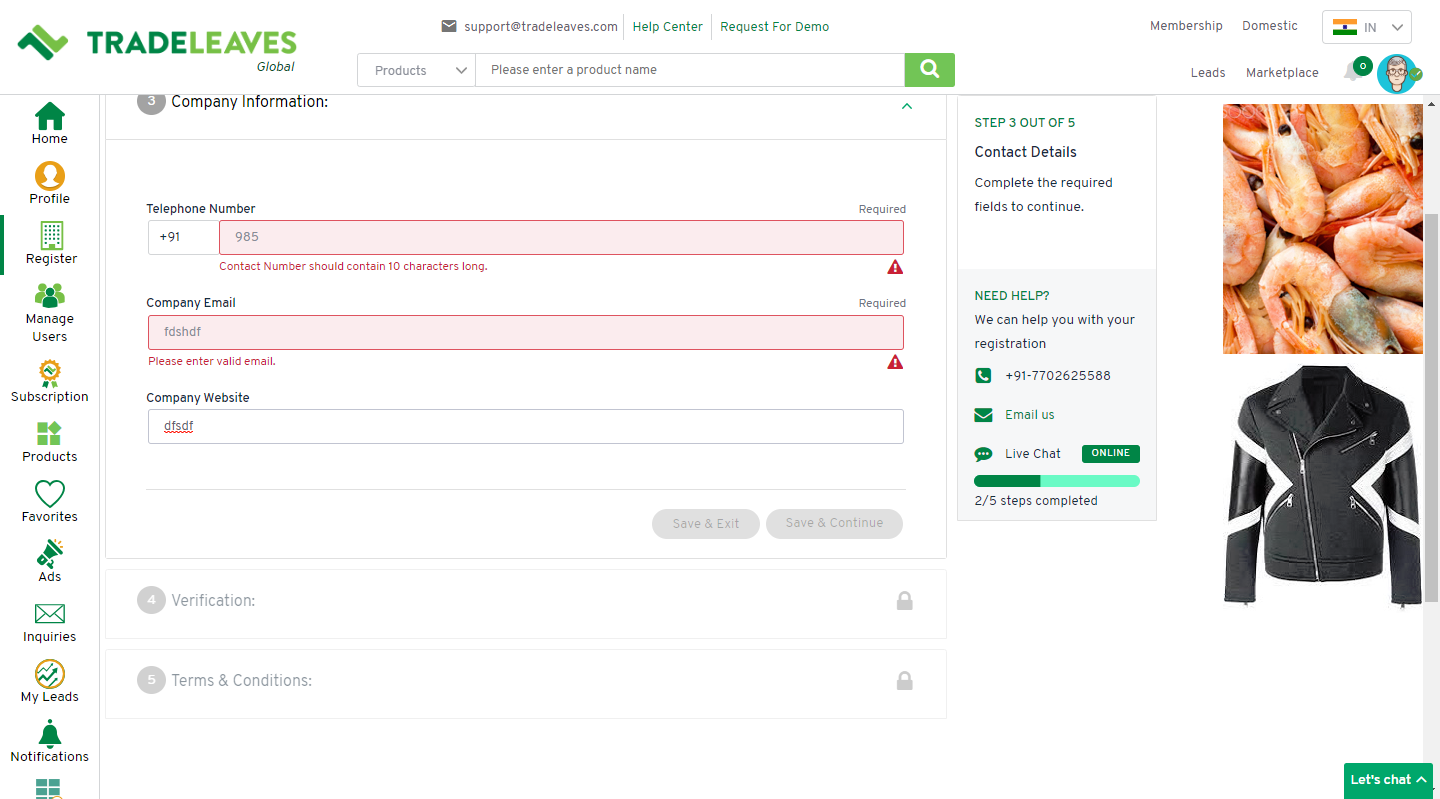 support@tradeleaves.com
Help Center
Request For Demo
Membership
Domestic
IN
TRADELEAVES
Global
Products
Please enter a product name
Leads
Marketplace
0
Home
Profile
Register
Manage
Users
Subscription
Products
Favorites
Ads
Inquiries
My Leads
Notifications
3 Company Information:
Telephone Number
Required
+91
985
Contact Number should contain 10 characters long.
Company Email
Required
fdshdf
Please enter valid email.
Company Website
dfsdf
Save & Exit
Save & Continue
4 Verification:
5 Terms & Conditions:
STEP 3 OUT OF 5
Contact Details
Complete the required
fields to continue.
NEED HELP?
We can help you with your
registration
+91-7702625588
Email us
Live Chat
ONLINE
2/5 steps completed
Let's chat